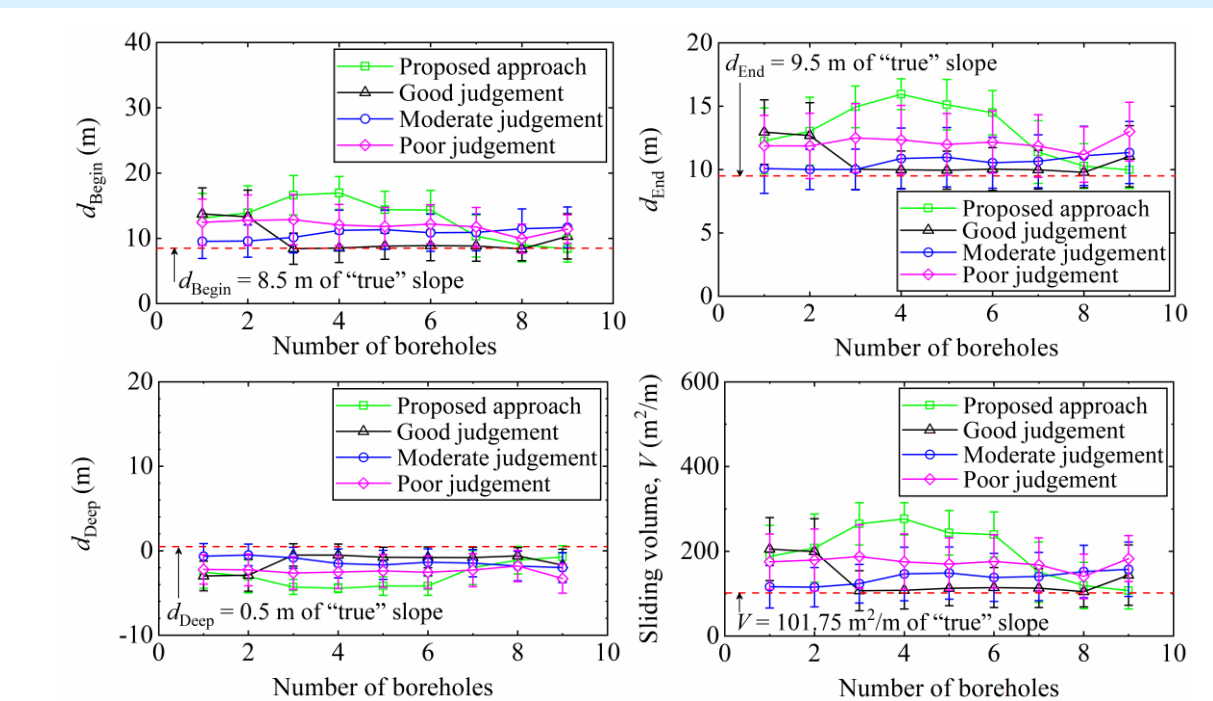 40
30
20
10
0
d_Begin (m)
Proposed approach
Good judgement
Moderate judgement
Poor judgement
d_Begin = 8.5 m of “true” slope
0 2 4 6 8 10
Number of boreholes
20
15
10
5
0
d_End (m)
d_End = 9.5 m of “true” slope
Proposed approach
Good judgement
Moderate judgement
Poor judgement
0 2 4 6 8 10
Number of boreholes
20
10
0
-10
d_Deep (m)
Proposed approach
Good judgement
Moderate judgement
Poor judgement
d_Deep = 0.5 m of “true” slope
0 2 4 6 8 10
Number of boreholes
600
400
200
0
Sliding volume, V (m²/m)
Proposed approach
Good judgement
Moderate judgement
Poor judgement
V = 101,75 m²/m of “true” slope
0 2 4 6 8 10
Number of boreholes